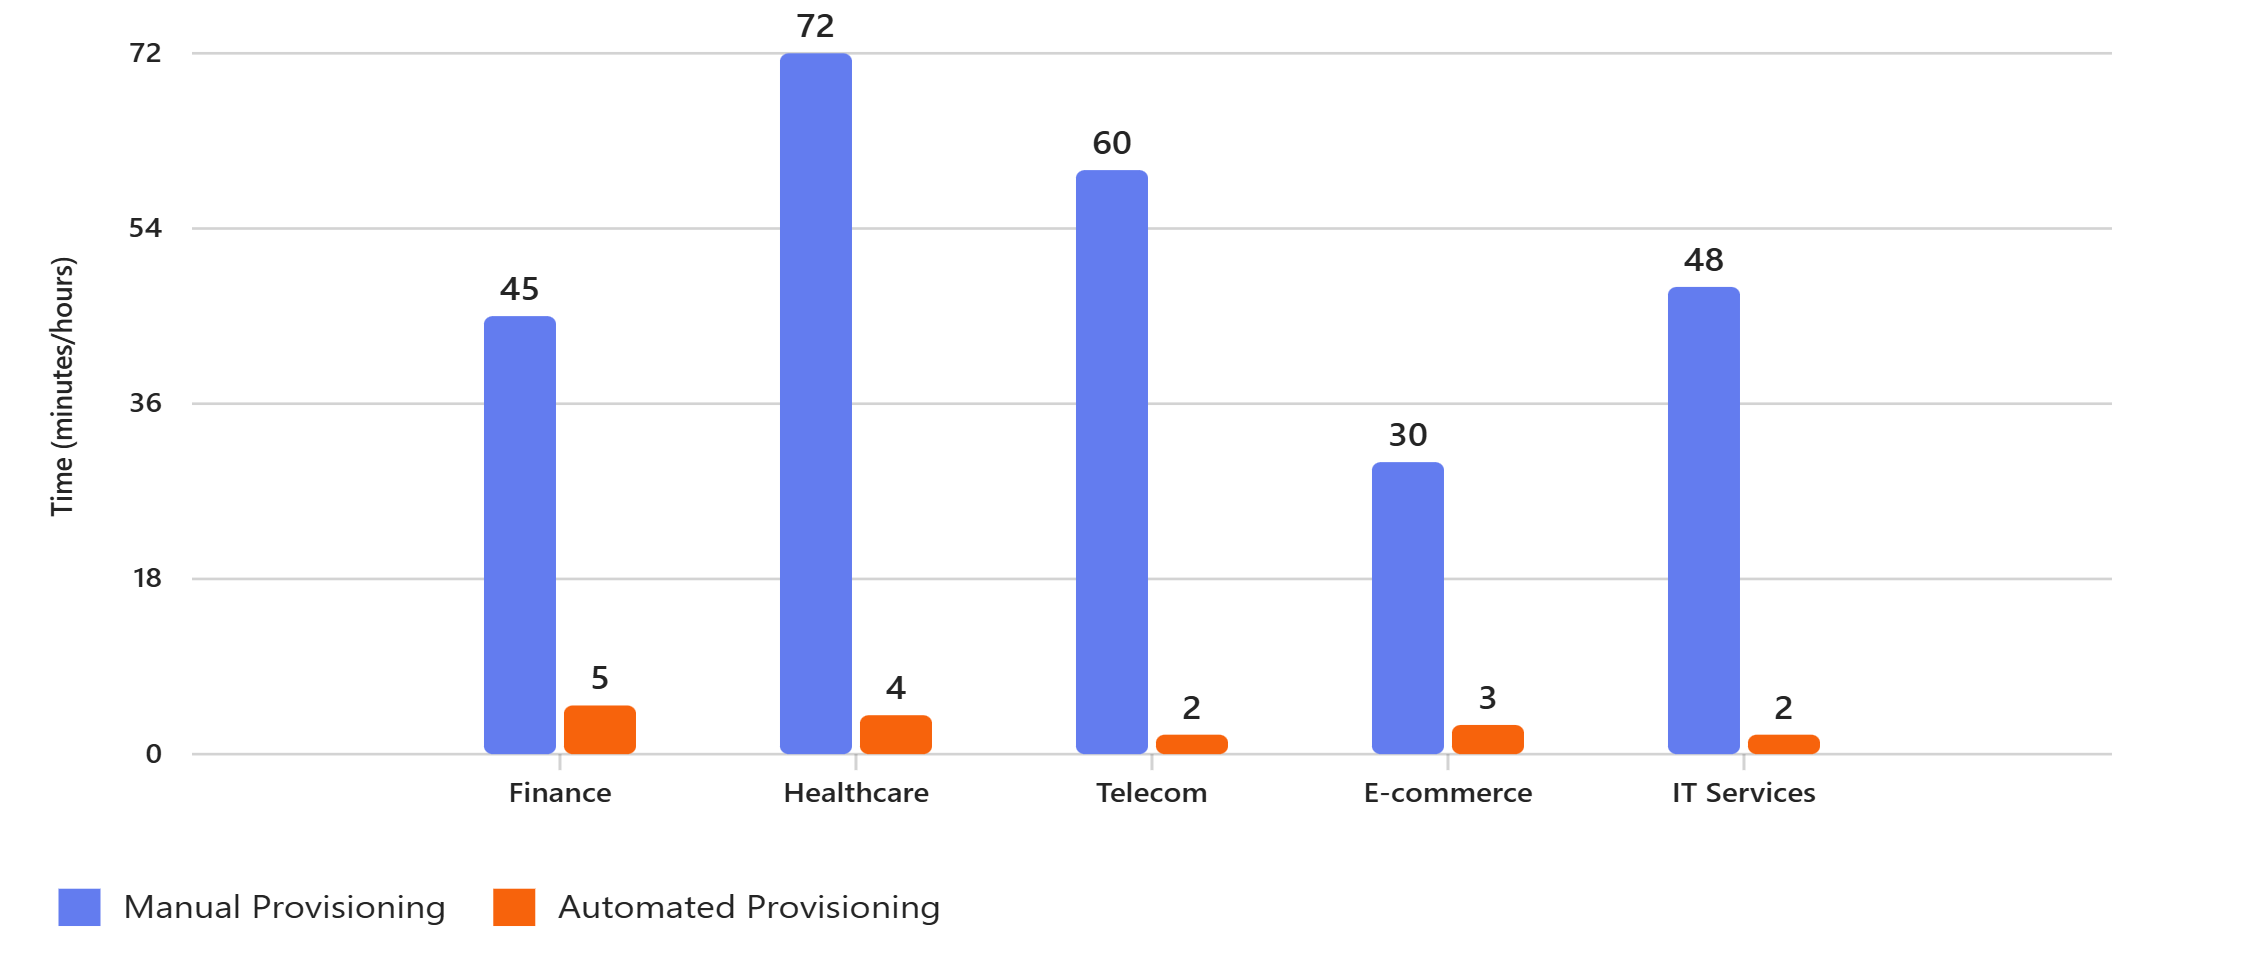 72
72
60
54
48
45
Time (minutes/hours)
36
30
18
5
4
2
3
2
0
Finance
Healthcare
Telecom
E-commerce
IT Services
Manual Provisioning
Automated Provisioning